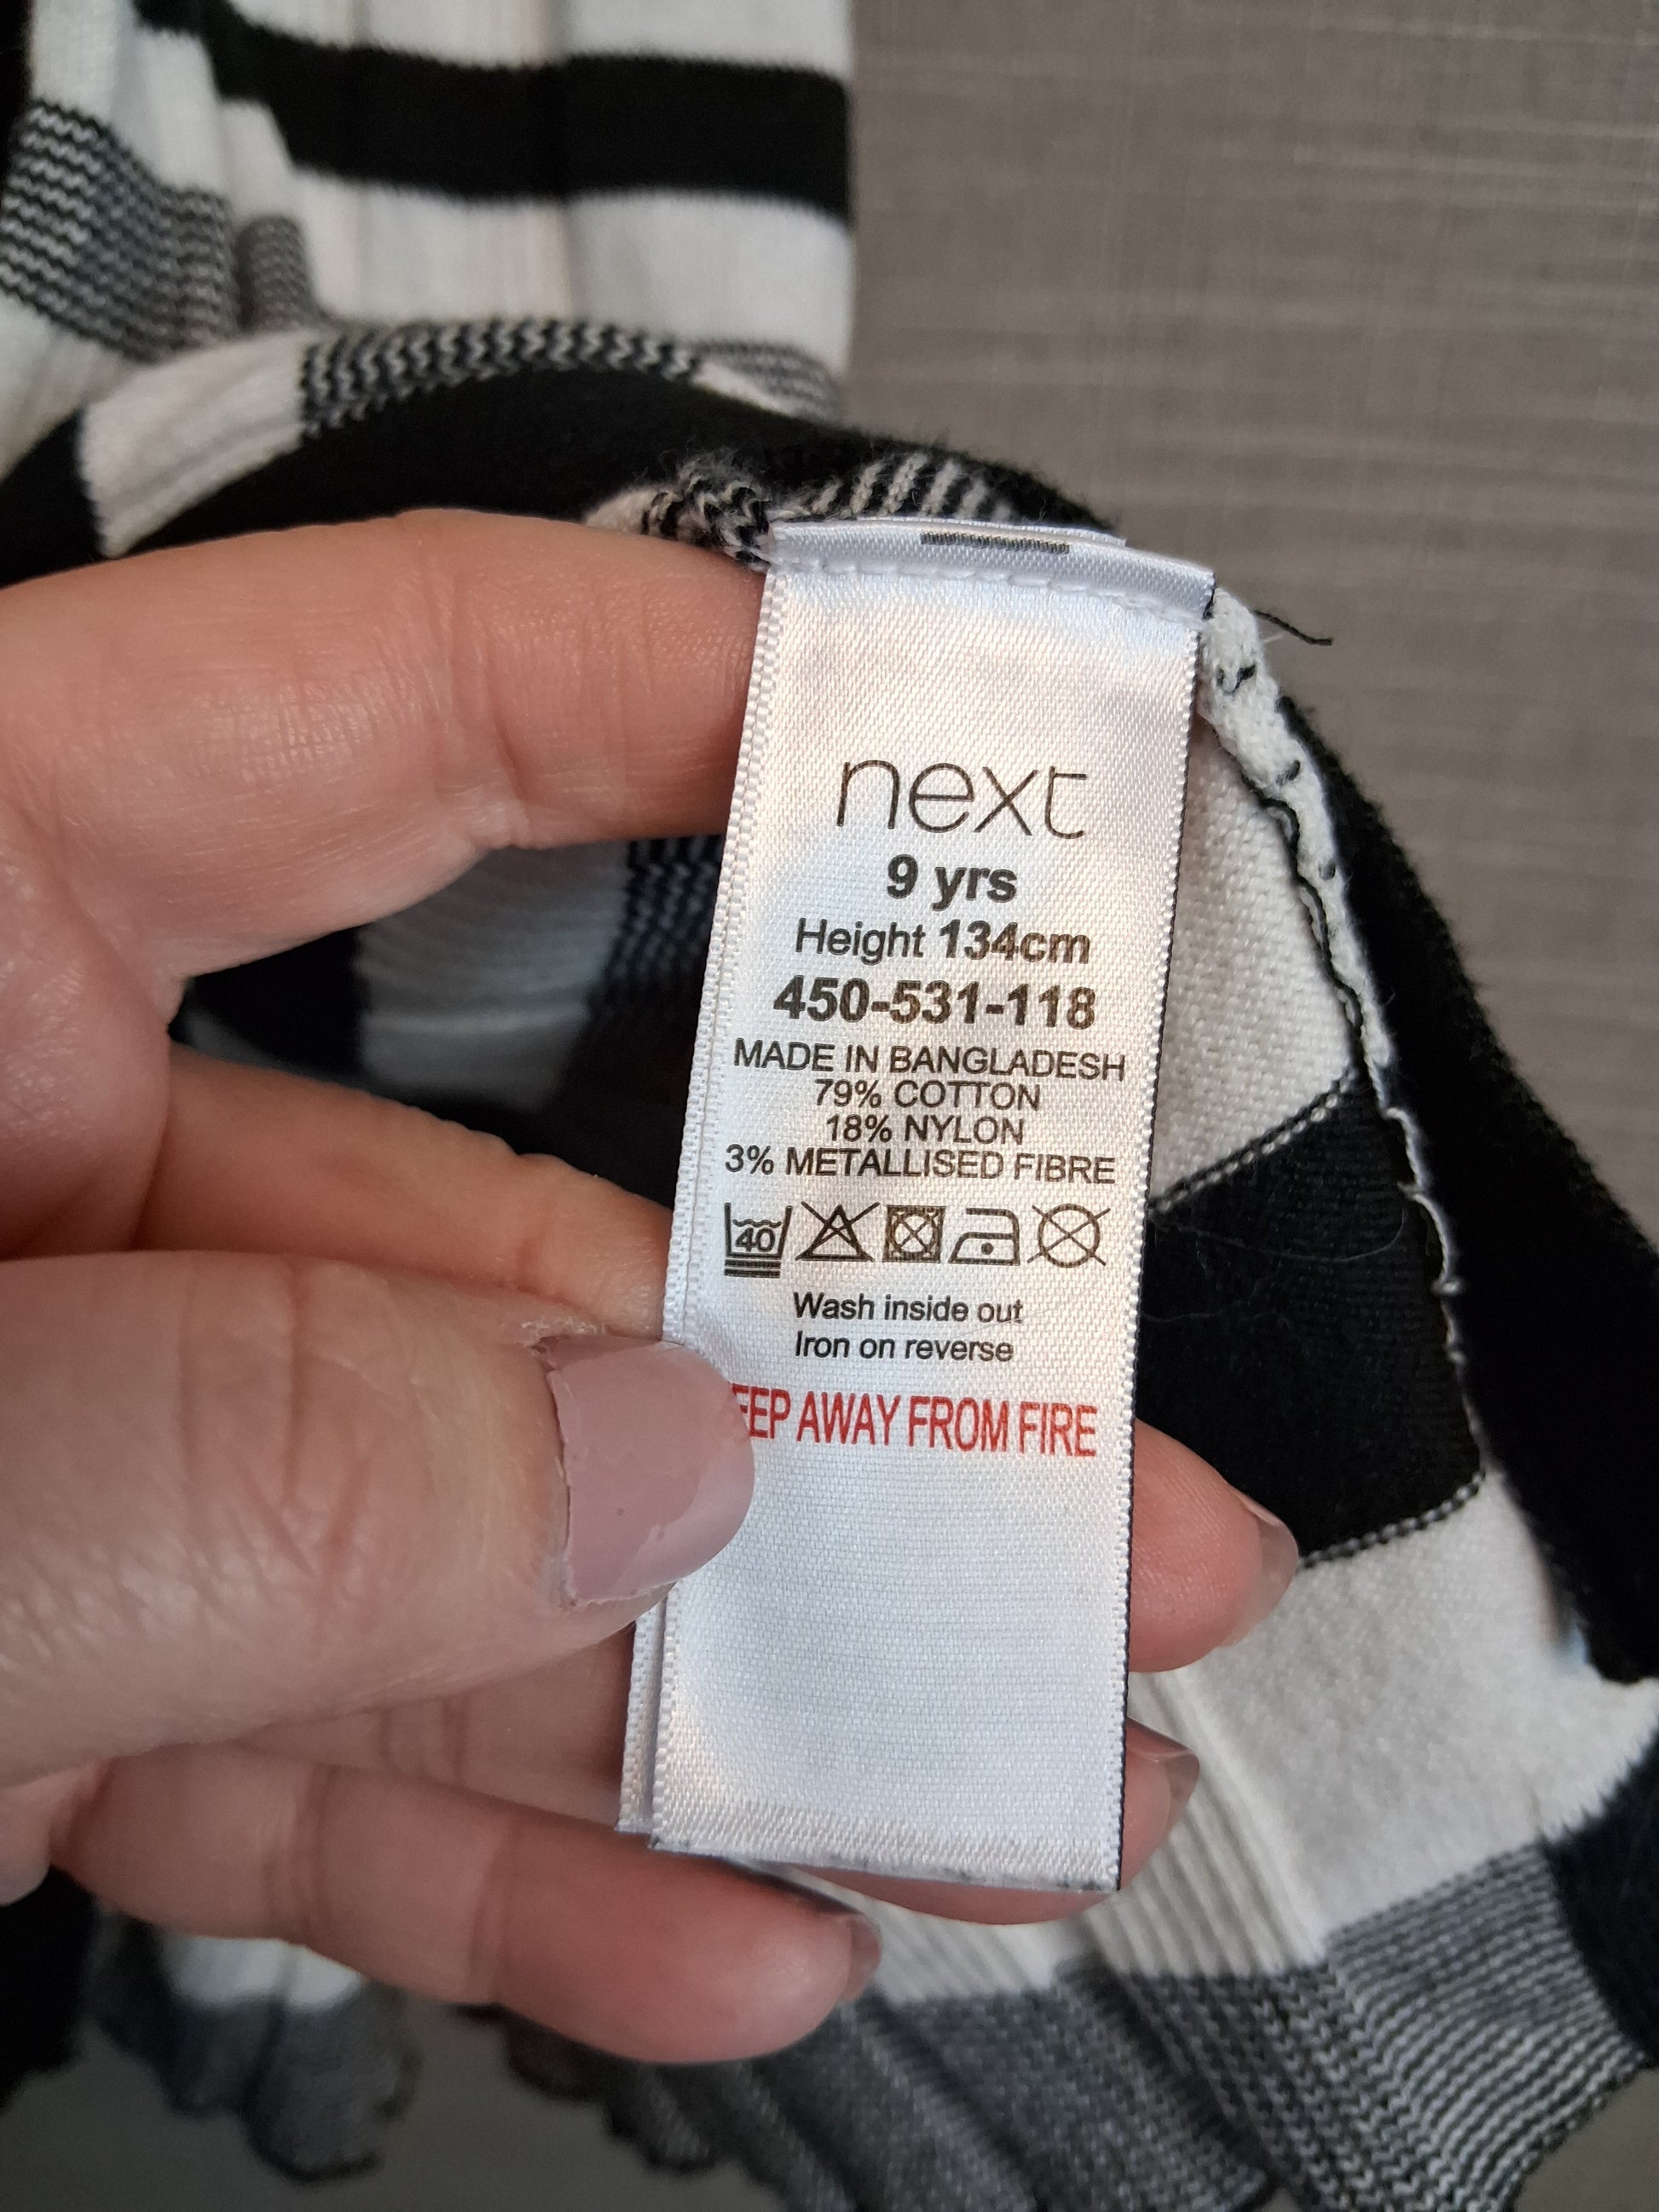 next
9 yrs
Height 134cm
450-531-118
MADE IN BANGLADESH
79% COTTON
18% NYLON
3% METALLISED FIBRE
40
Wash inside out
Iron on reverse
EEP AWAY FROM FIRE